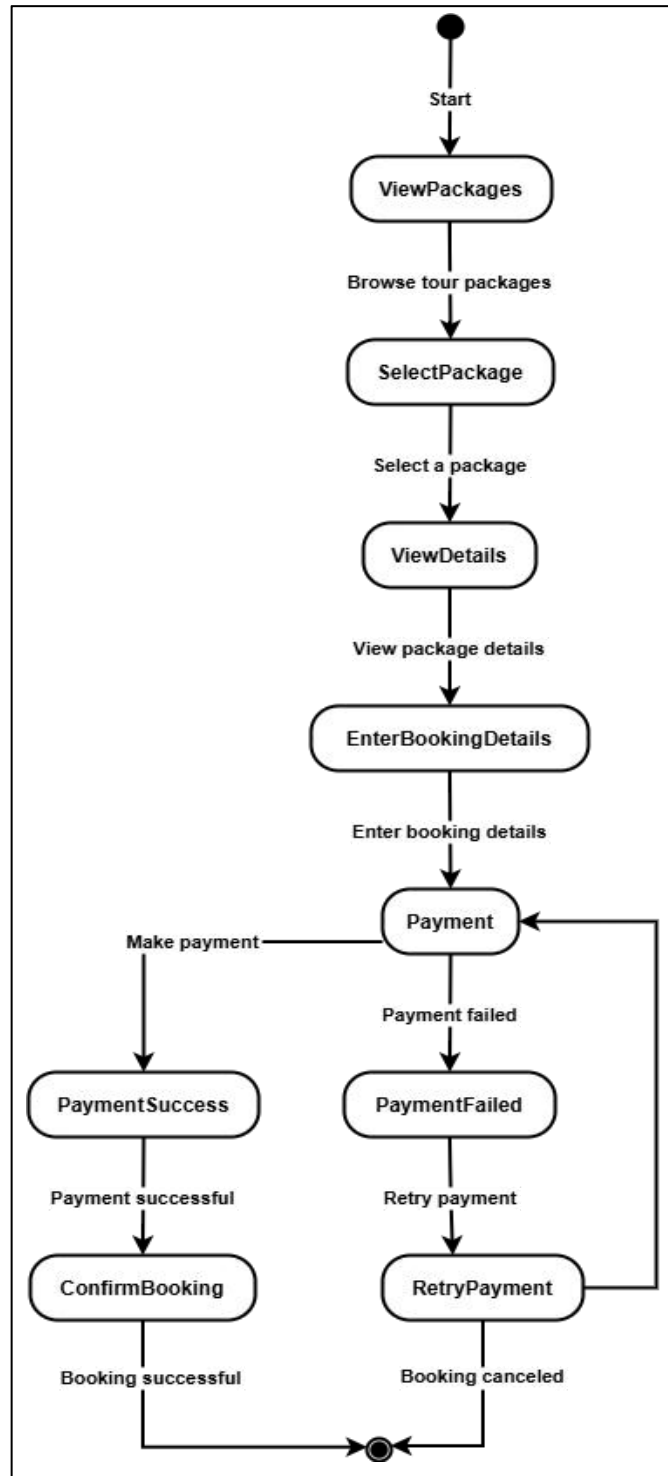 Start
ViewPackages
Browse tour packages
SelectPackage
Select a package
ViewDetails
View package details
EnterBookingDetails
Enter booking details
Payment
Make payment
Payment failed
PaymentSuccess
PaymentFailed
Payment successful
Retry payment
ConfirmBooking
RetryPayment
Booking successful
Booking canceled